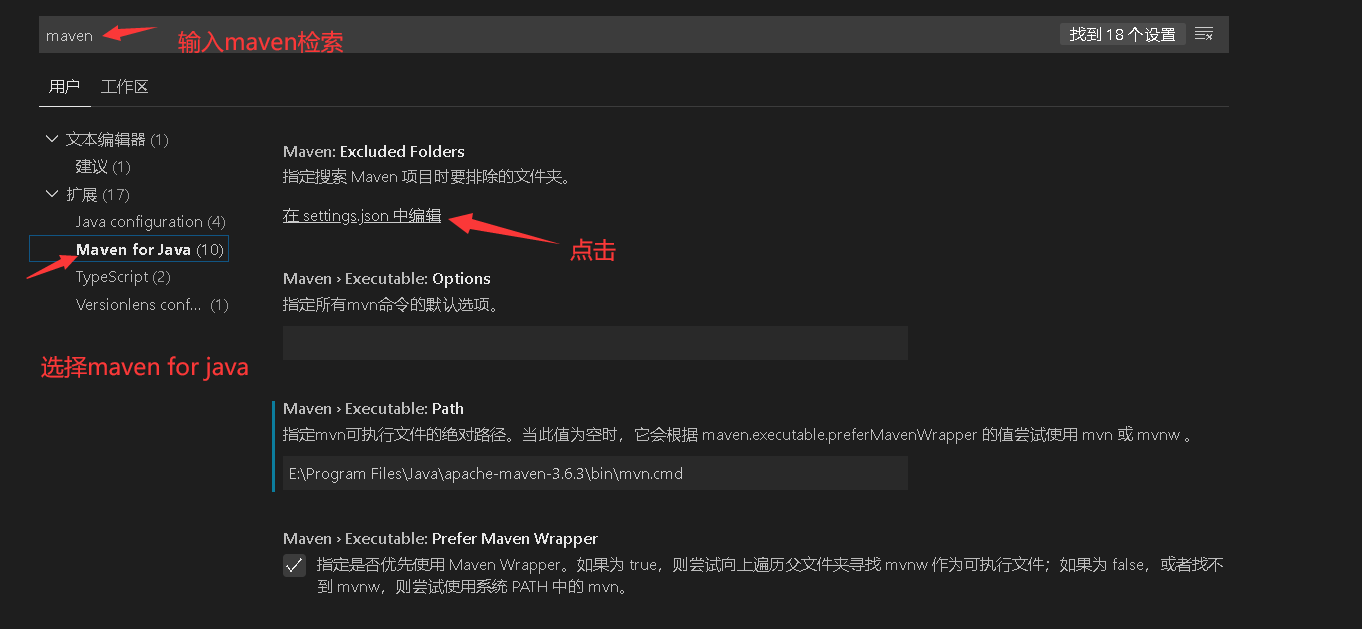 maven
输入maven检索
找到 18 个设置
用户 工作区
文本编辑器 (1)
建议 (1)
扩展 (17)
Java configuration (4)
Maven for Java (10)
TypeScript (2)
Versionlens conf... (1)
选择maven for java
Maven: Excluded Folders
指定搜索 Maven 项目时要排除的文件夹。
在 settings.json 中编辑
点击
Maven › Executable: Options
指定所有mvn命令的默认选项。
Maven › Executable: Path
指定mvn可执行文件的绝对路径。当此值为空时，它会根据 maven.executable.preferMavenWrapper 的值尝试使用 mvn 或 mvnw 。
E:\Program Files\Java\apache-maven-3.6.3\bin\mvn.cmd
Maven › Executable: Prefer Maven Wrapper
指定是否优先使用 Maven Wrapper。如果为 true，则尝试向上遍历父文件夹寻找 mvnw 作为可执行文件；如果为 false，或者找不
到 mvnw，则尝试使用系统 PATH 中的 mvn。